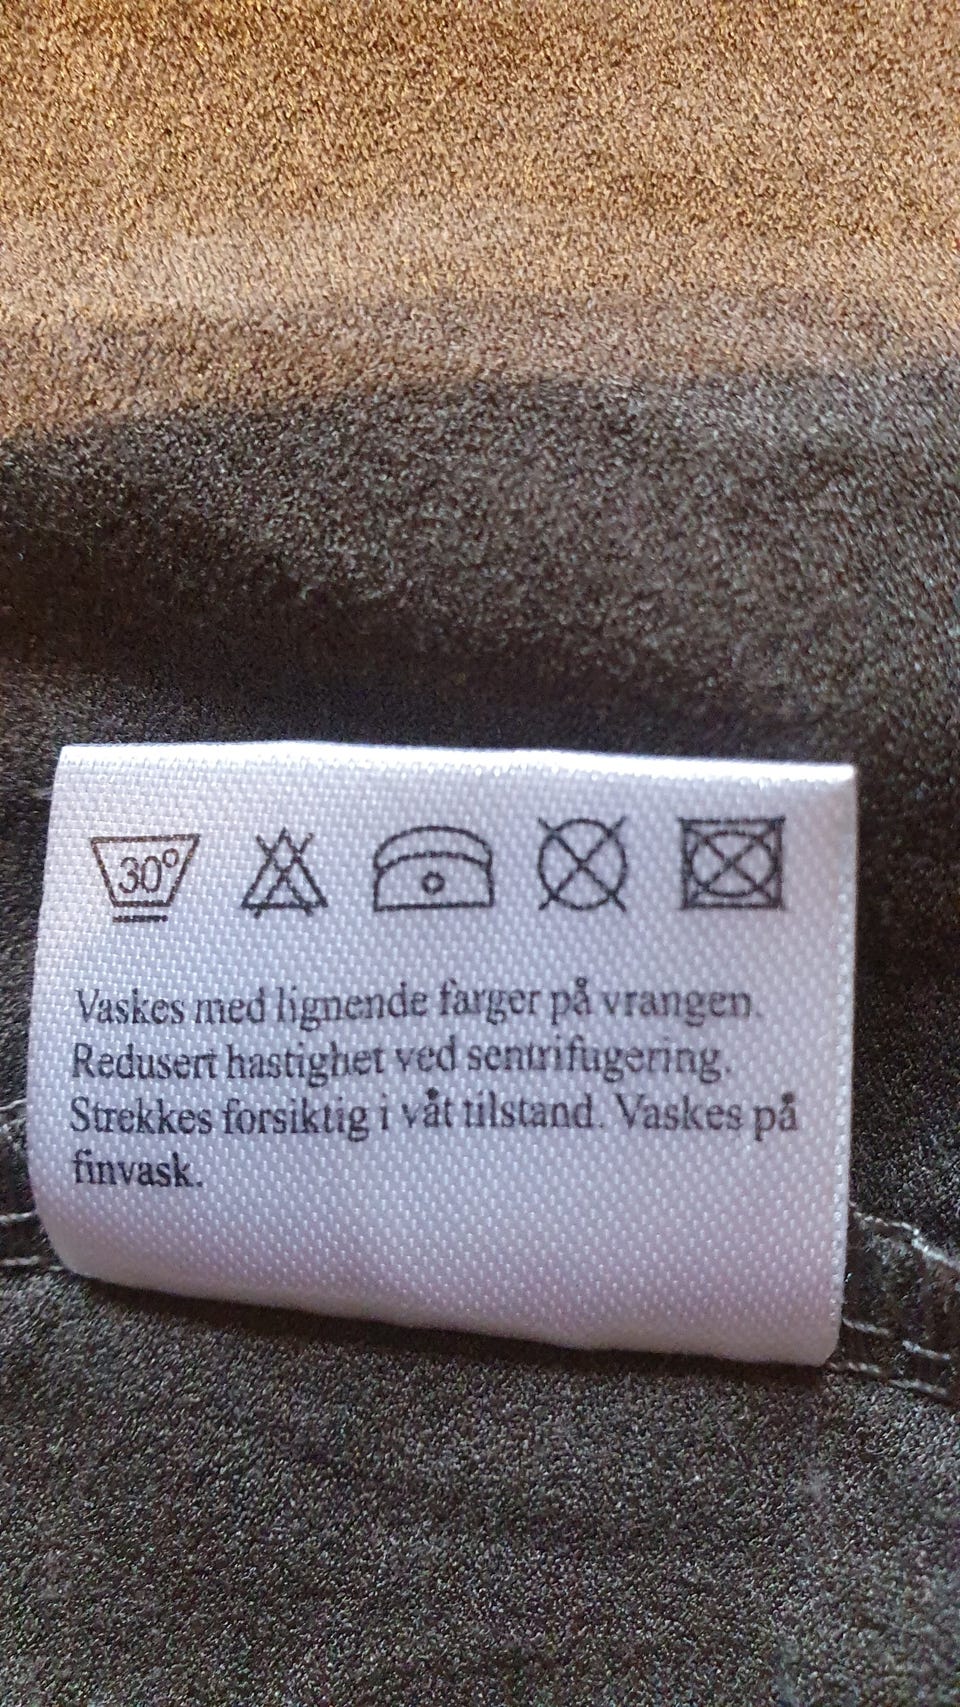 30°
Vaskes med lignende farger på vrangen.
Redusert hastighet ved sentrifugering.
Strekkes forsiktig i våt tilstand. Vaskes på
finvask.